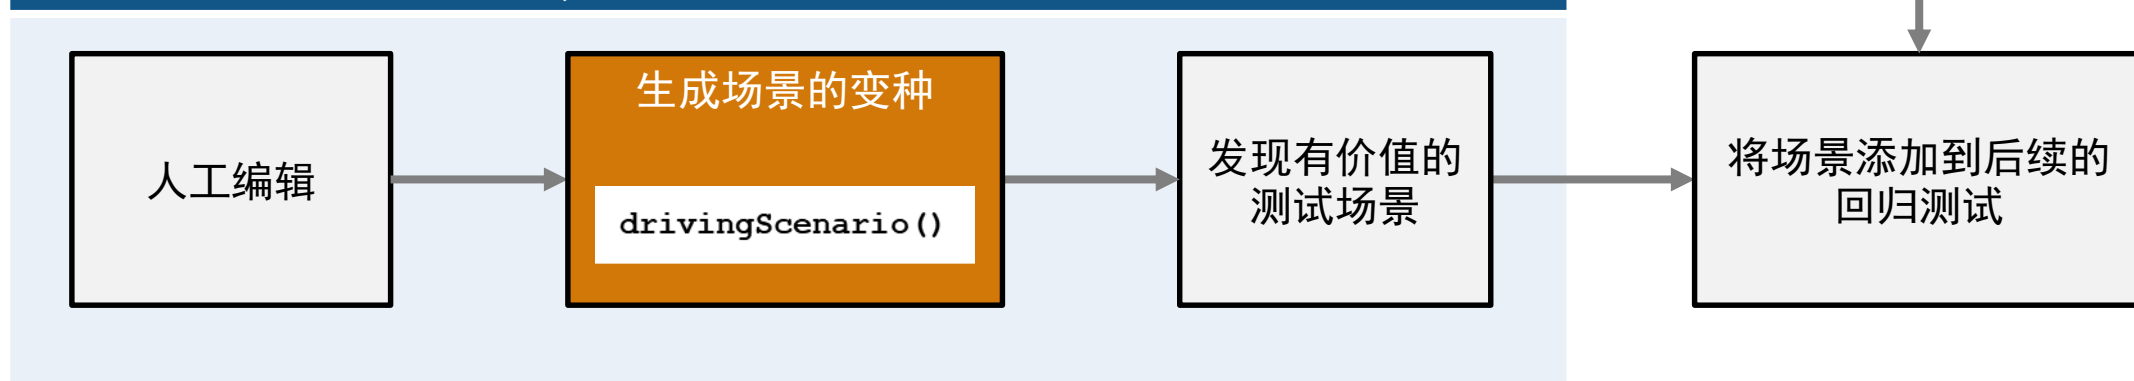 人工编辑
生成场景的变种
drivingScenario()
发现有价值的
测试场景
将场景添加到后续的
回归测试